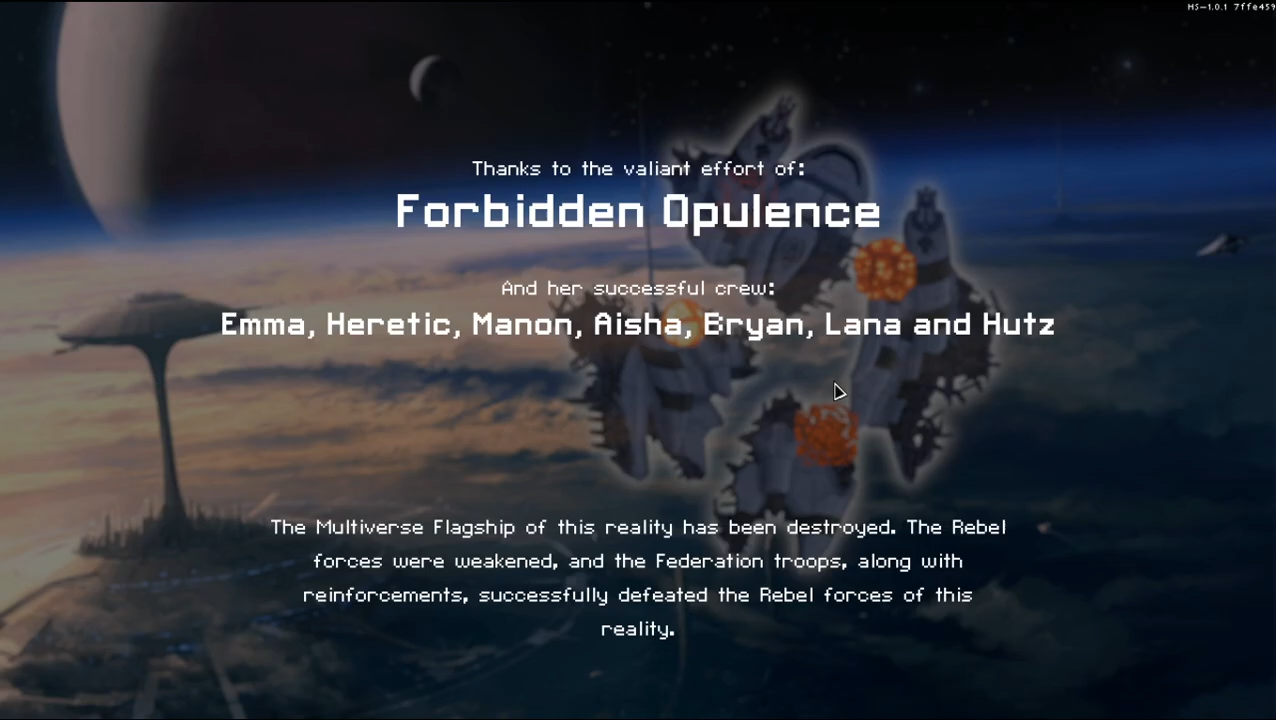 HS-1.0.1 7ffe459
Thanks to the valiant effort of:
Forbidden Opulence
And her successful crew:
Emma, Heretic, Manon, Aisha, Bryan, Lana and Hutz
The Multiverse Flagship of this reality has been destroyed. The Rebel
forces were weakened, and the Federation troops, along with
reinforcements, successfully defeated the Rebel forces of this
reality.